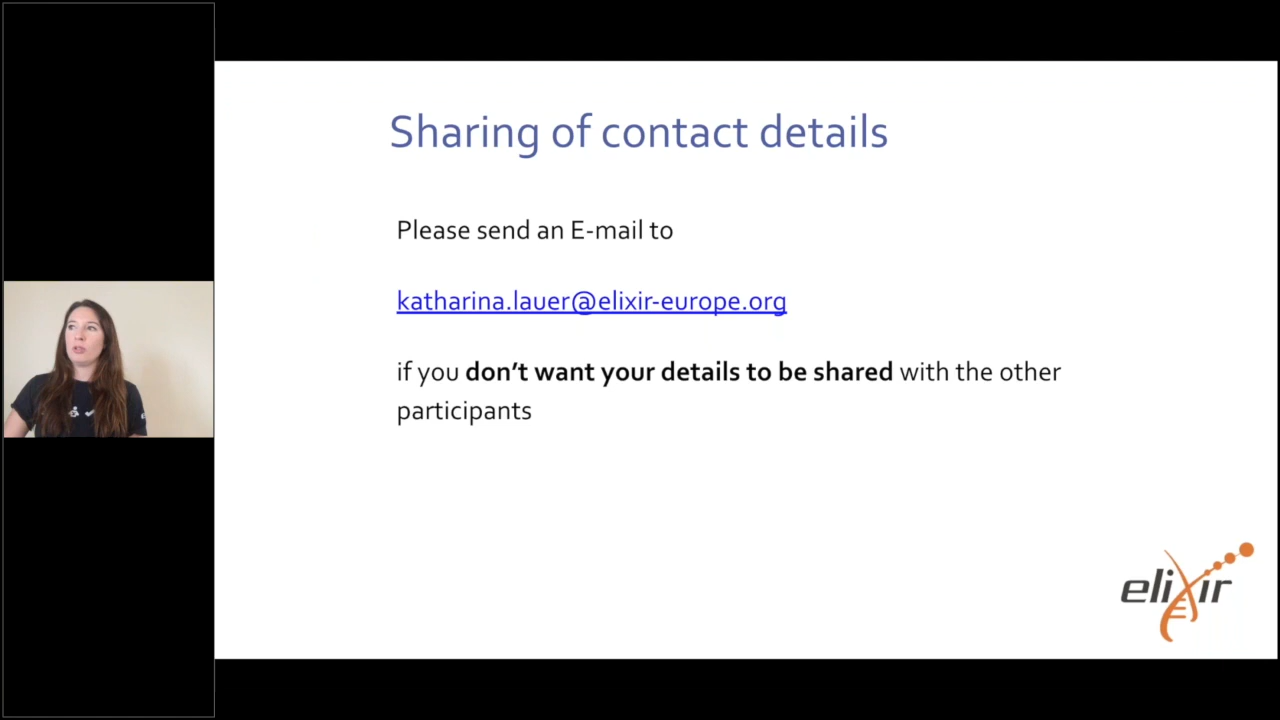 Sharing of contact details
Please send an E-mail to
katharina.lauer@elixir-europe.org
if you don't want your details to be shared with the other
participants
elixir